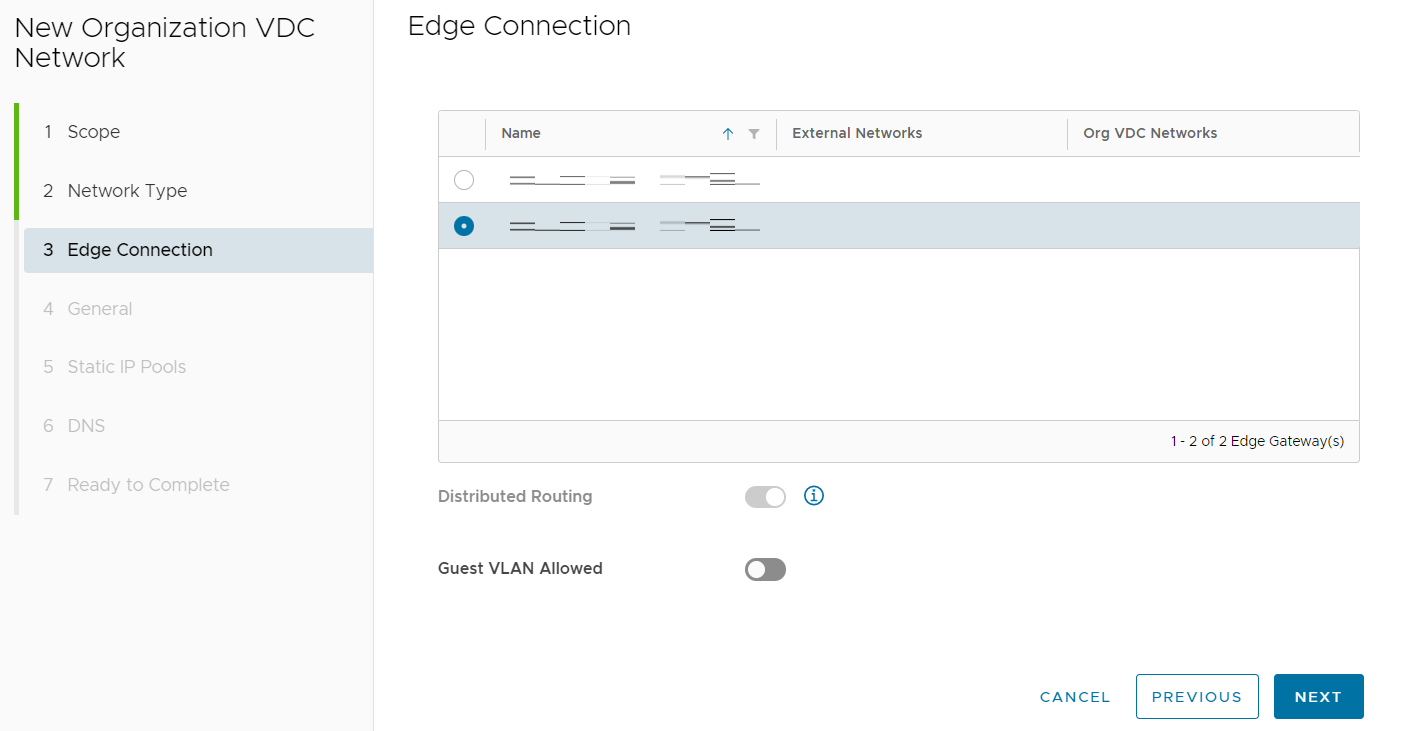 New Organization VDC
Network
1 Scope
2 Network Type
3 Edge Connection
4 General
5 Static IP Pools
6 DNS
7 Ready to Complete
Edge Connection
Name External Networks Org VDC Networks
1 - 2 of 2 Edge Gateway(s)
Distributed Routing
Guest VLAN Allowed
CANCEL PREVIOUS NEXT